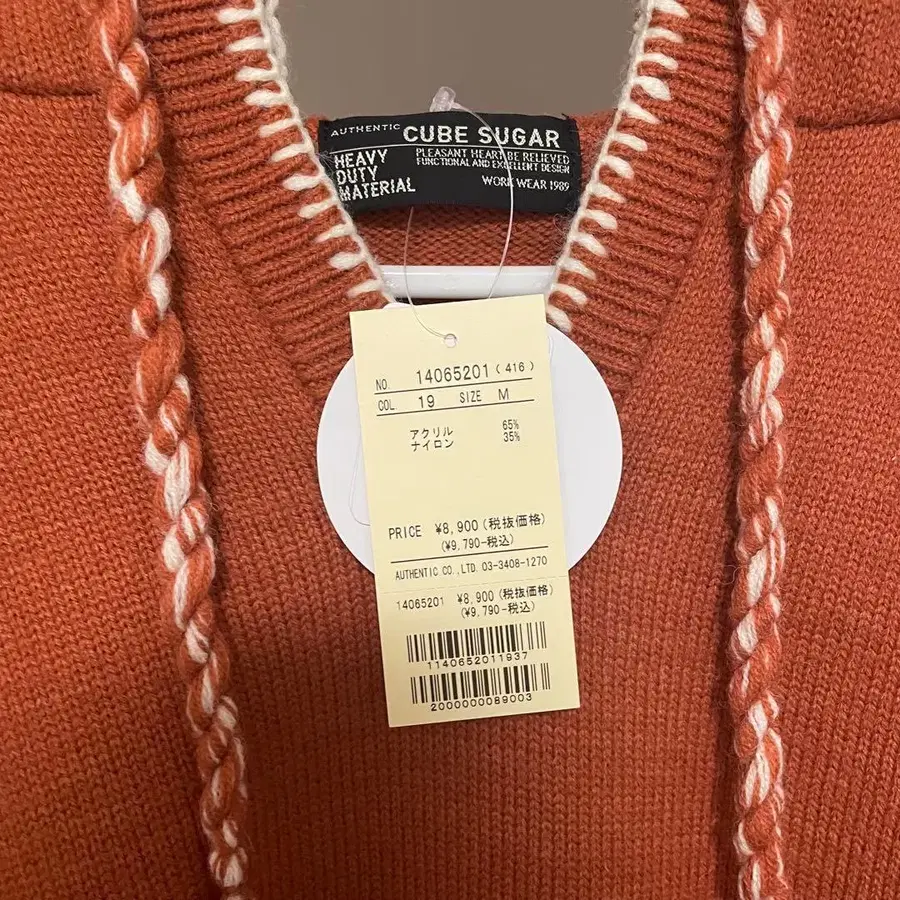 AUTHENTIC CUBE SUGAR
HEAVY
DUTY
MATERIAL
PLEASANT HEART BE RELIEVED
FUNCTIONAL AND EXCELLENT DESIGN
WORK WEAR 1989
NO. 14065201 (416)
COL 19 SIZE M
アクリル 65%
ナイロン 35%
PRICE ¥8,900 (税抜価格)
(¥9,790-税込)
AUTHENTIC CO.,LTD. 03-3408-1270
14065201 ¥8,900 (税抜価格)
(¥9,790-税込)
1140652011937
2000000089003